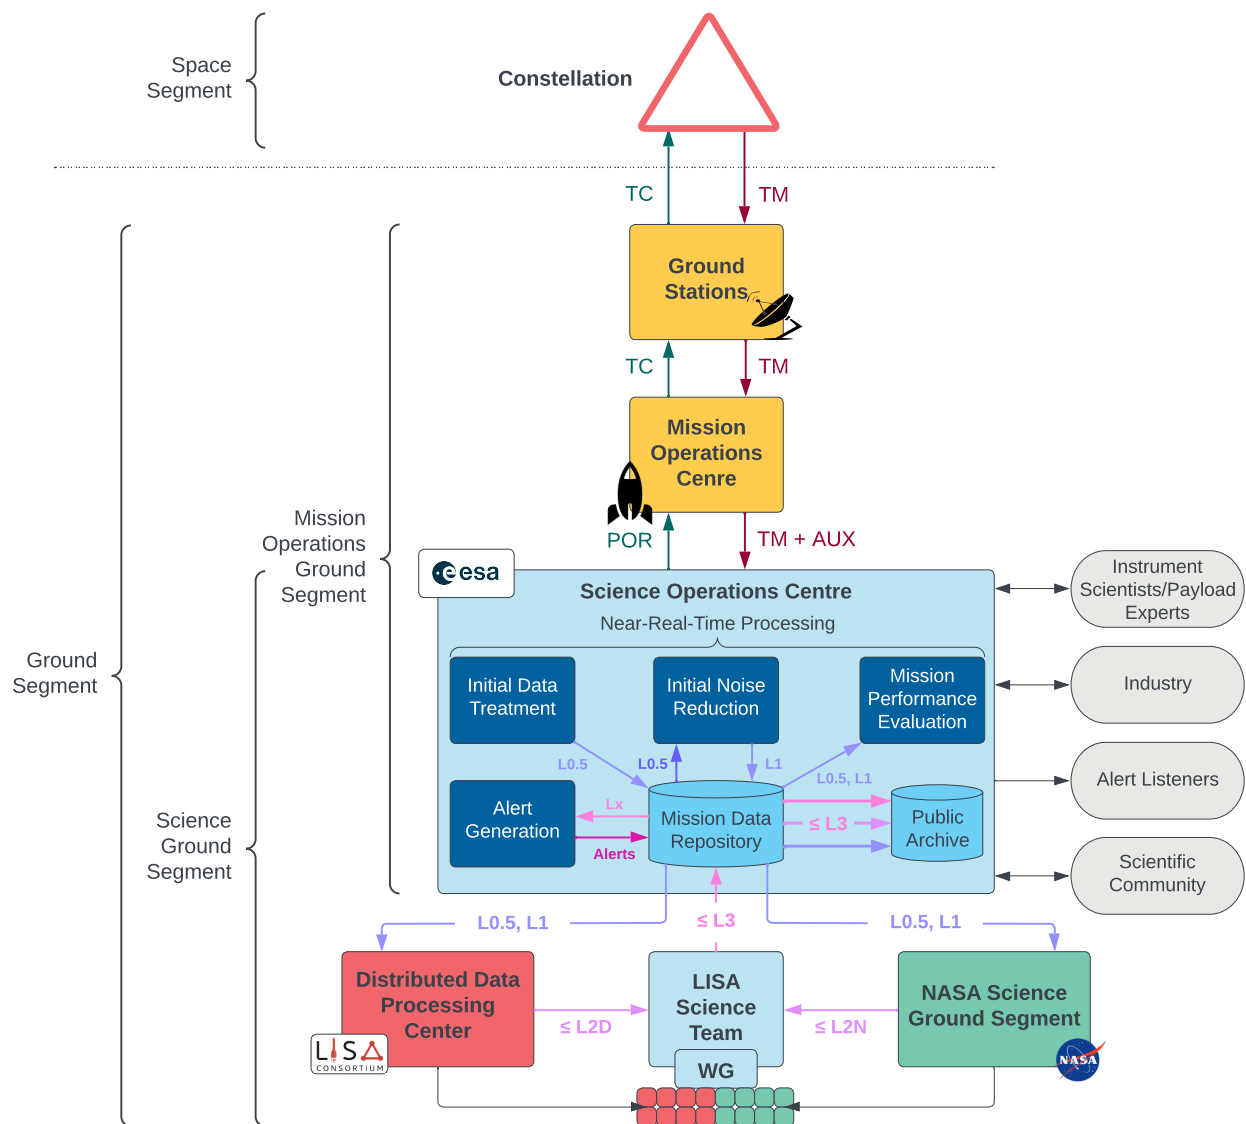 Space
Segment
Constellation
TC
TM
Ground
Stations
TC
TM
Mission
Operations
Cenre
Mission
Operations
Ground
Segment
POR
TM + AUX
esa
Science Operations Centre
Near-Real-Time Processing
Instrument
Scientists/Payload
Experts
Ground
Segment
Initial Data
Treatment
Initial Noise
Reduction
Mission
Performance
Evaluation
Industry
L0.5
L0.5
L1
L0.5, L1
Alert Listeners
Science
Ground
Segment
Alert
Generation
Lx
Alerts
Mission Data
Repository
≤ L3
Public
Archive
Scientific
Community
L0.5, L1
≤ L3
L0.5, L1
Distributed Data
Processing
Center
LISA
CONSORTIUM
≤ L2D
LISA
Science
Team
≤ L2N
NASA Science
Ground Segment
NASA
WG